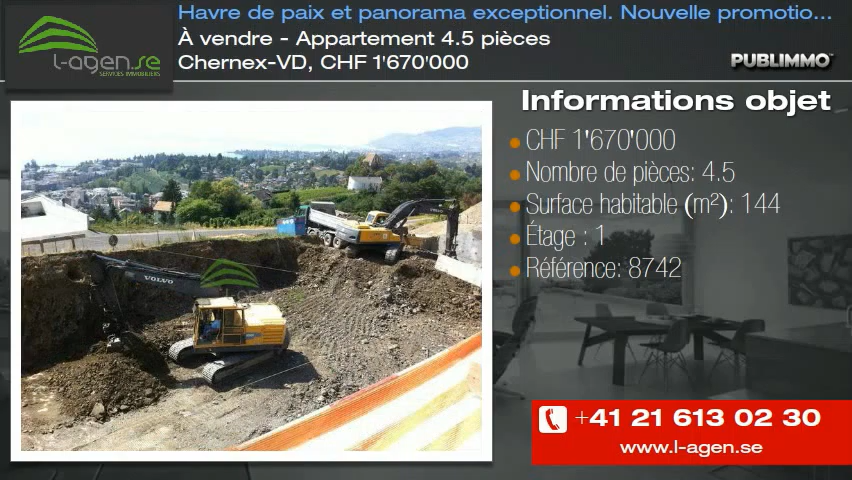 Havre de paix et panorama exceptionnel. Nouvelle promotio...
l-agen.se
SERVICES IMMOBILIERS
À vendre - Appartement 4.5 pièces
Chernex-VD, CHF 1'670'000
PUBLIMMO
Informations objet
CHF 1'670'000
Nombre de pièces: 4.5
Surface habitable (m²): 144
Étage : 1
Référence: 8742
VOLVO
+41 21 613 02 30
www.l-agen.se